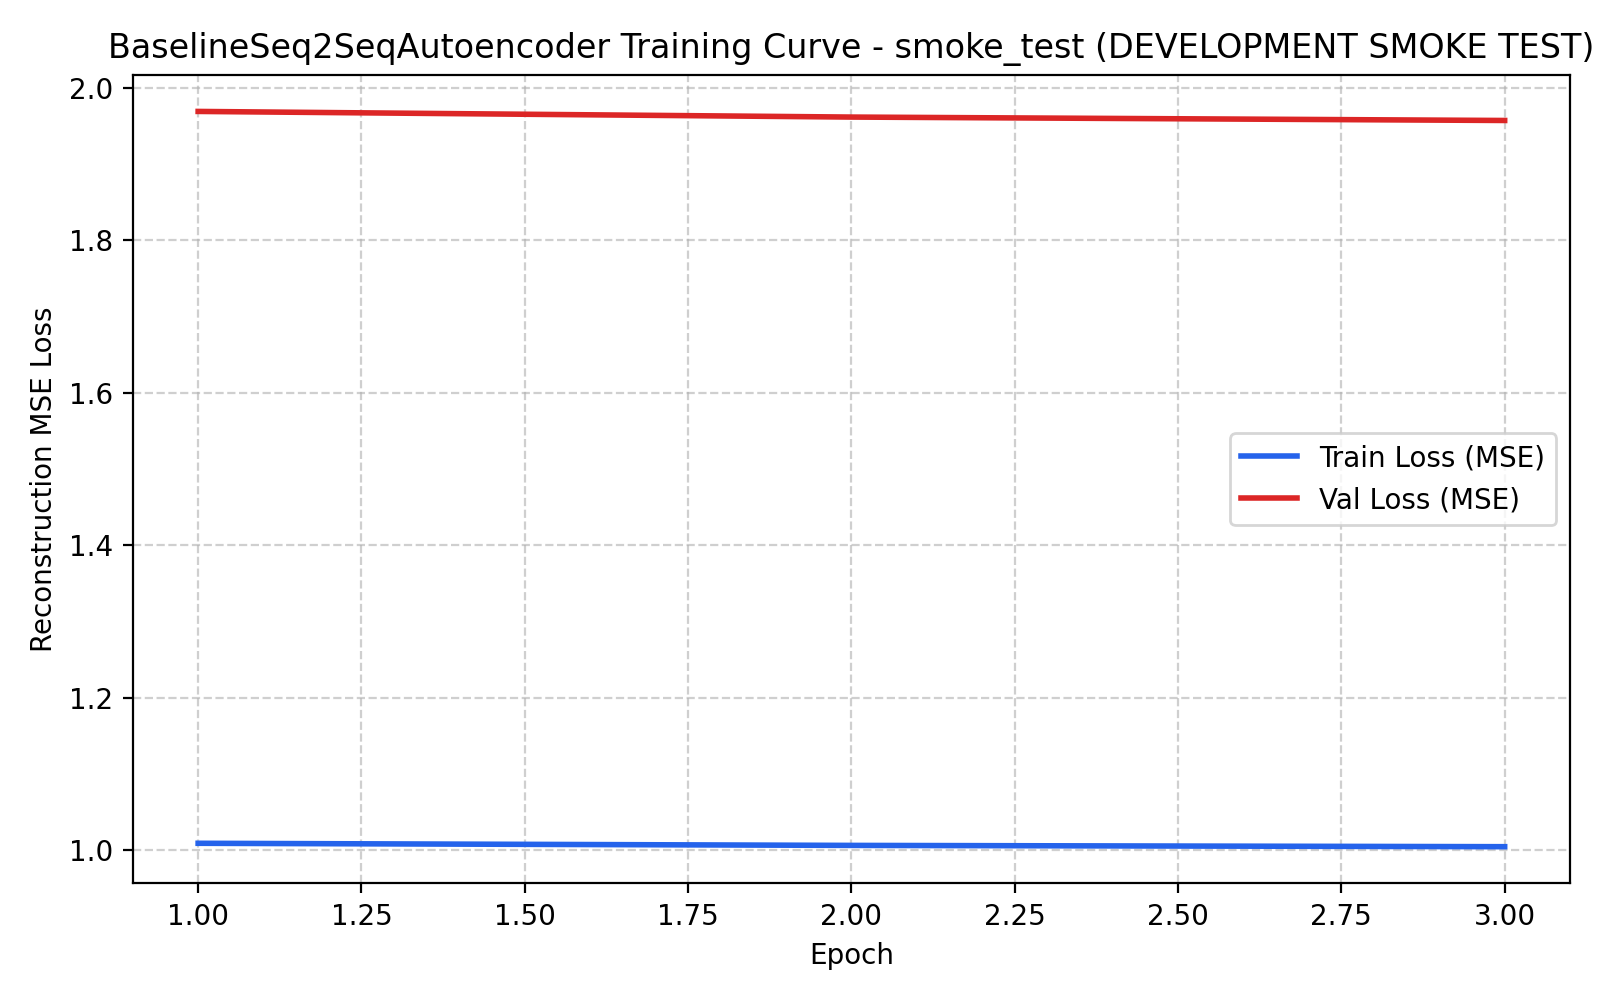 BaselineSeq2SeqAutoencoder Training Curve - smoke_test (DEVELOPMENT SMOKE TEST)
Reconstruction MSE Loss
2.0
1.8
1.6
1.4
1.2
1.0
Train Loss (MSE)
Val Loss (MSE)
1.00 1.25 1.50 1.75 2.00 2.25 2.50 2.75 3.00
Epoch